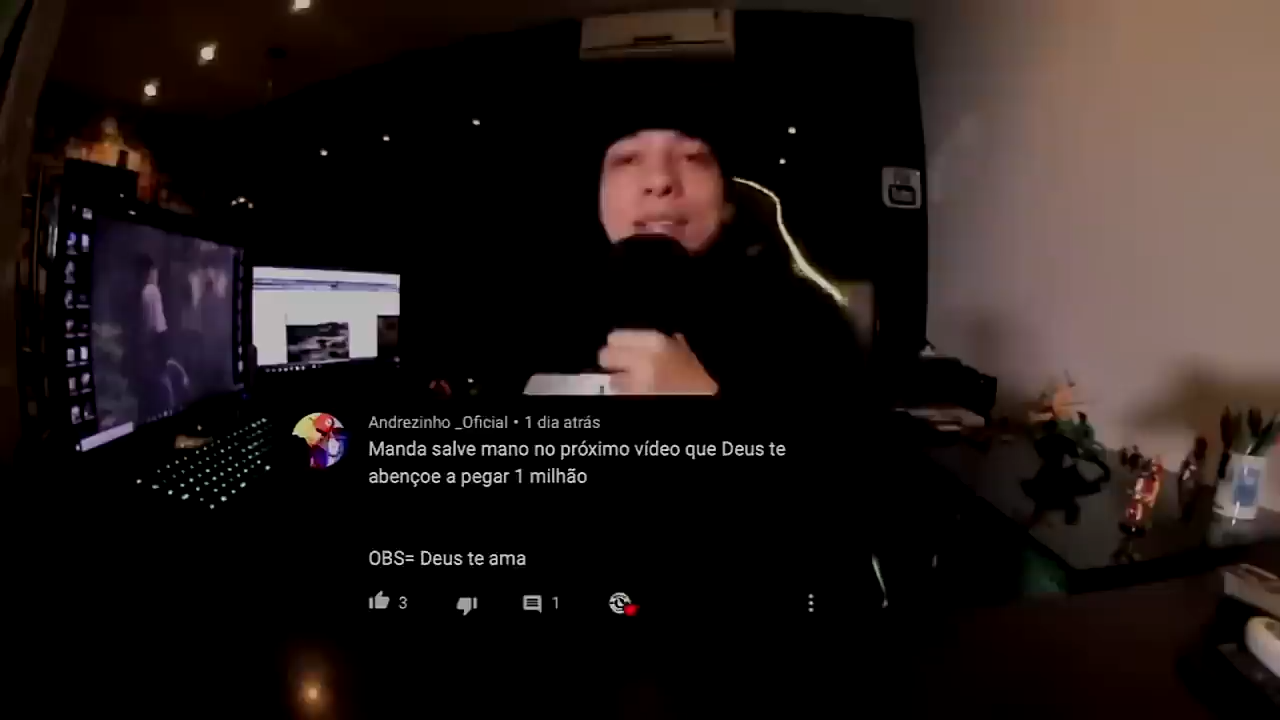 Andrezinho _Oficial • 1 dia atrás
Manda salve mano no próximo vídeo que Deus te
abençoe a pegar 1 milhão
OBS= Deus te ama
3
1